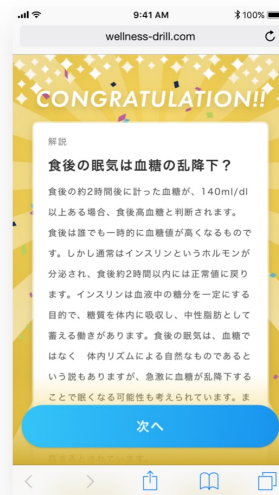 9:41 AM
100%
wellness-drill.com
CONGRATULATION!!
解説
食後の眠気は血糖の乱降下？
食後の約2時間後に計った血糖が、140ml/dl
以上ある場合、食後高血糖と判断されます。
食後は誰でも一時的に血糖値が高くなるもので
す。しかし通常はインスリンというホルモンが
分泌され、食後約2時間以内には正常値に戻り
ます。インスリンは血液中の糖分を一定にする
目的で、糖質を体内に吸収し、中性脂肪として
蓄える働きがあります。食後の眠気は、血糖で
はなく 体内リズムによる自然なものであると
いう説もありますが、急激に血糖が乱降下する
ことで眠くなる可能性も考えられています。ま
次へ